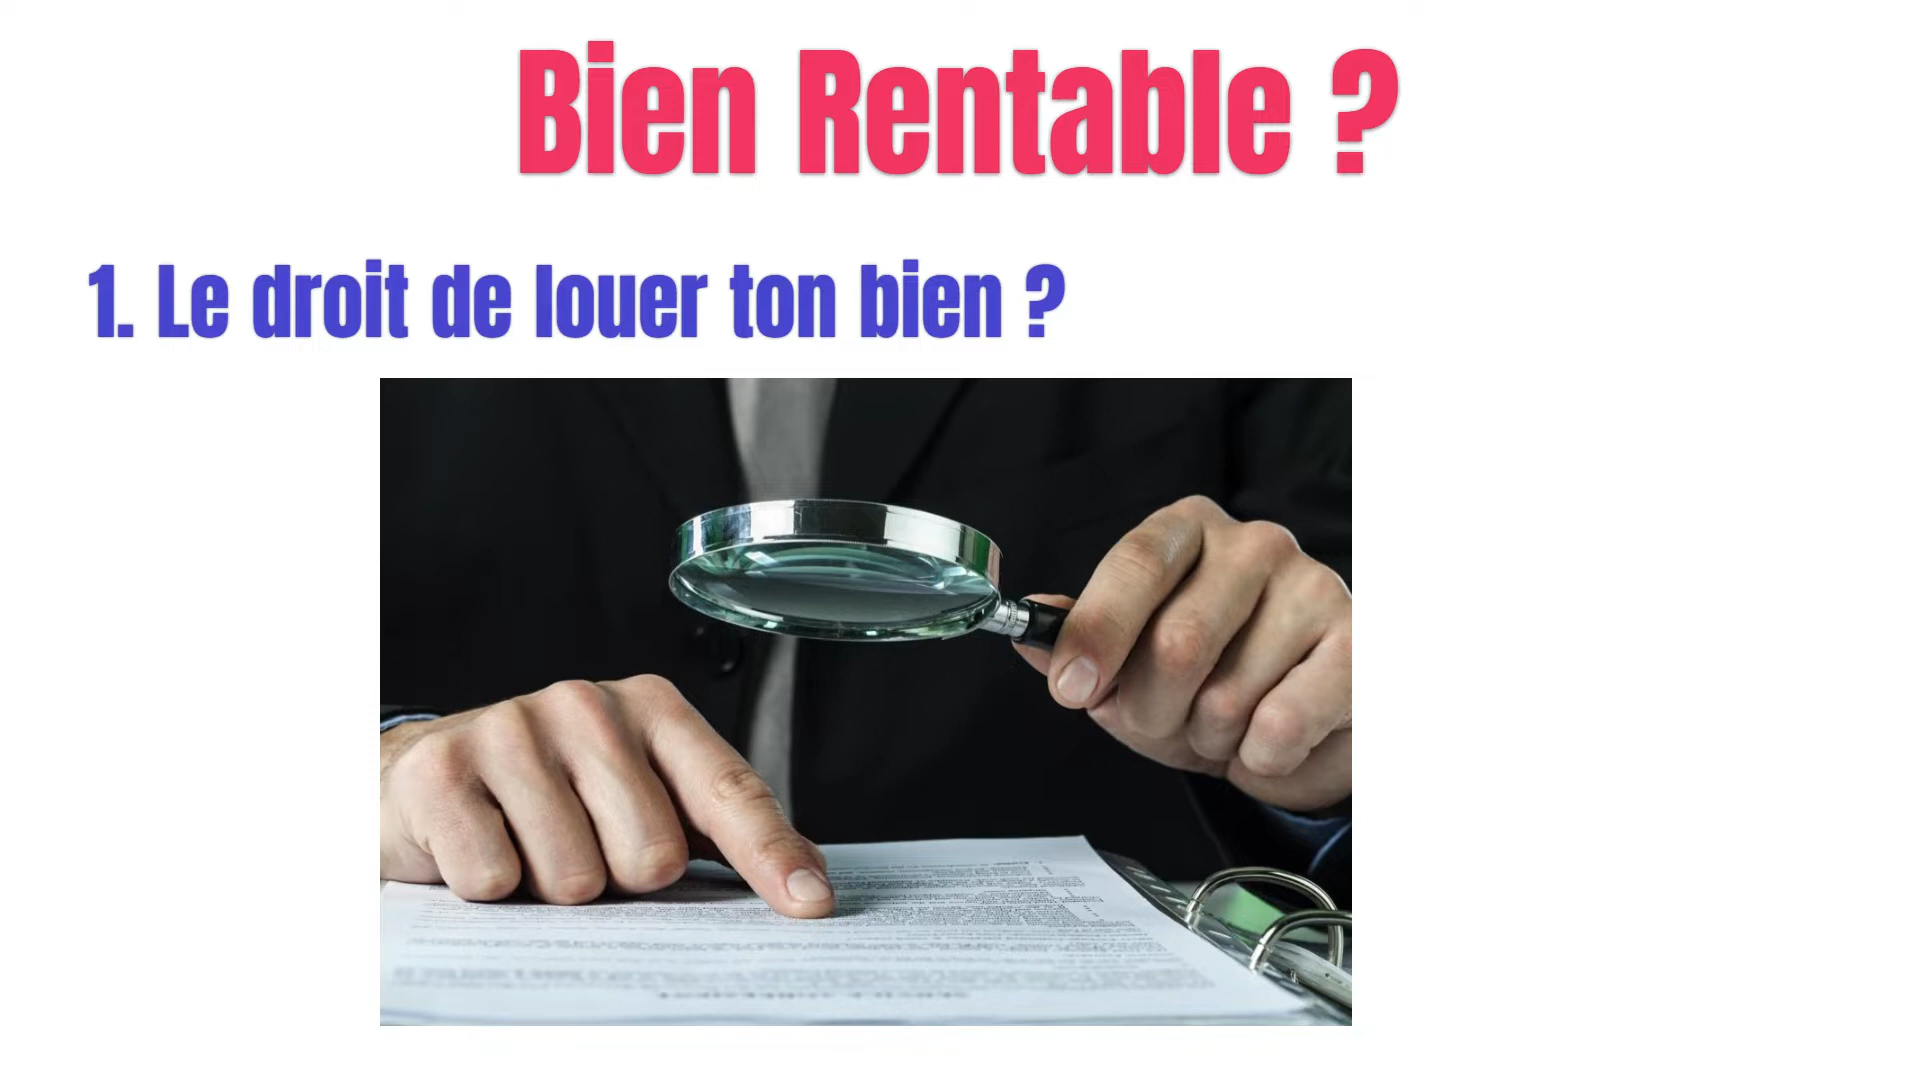 Bien Rentable ?
1. Le droit de louer ton bien ?